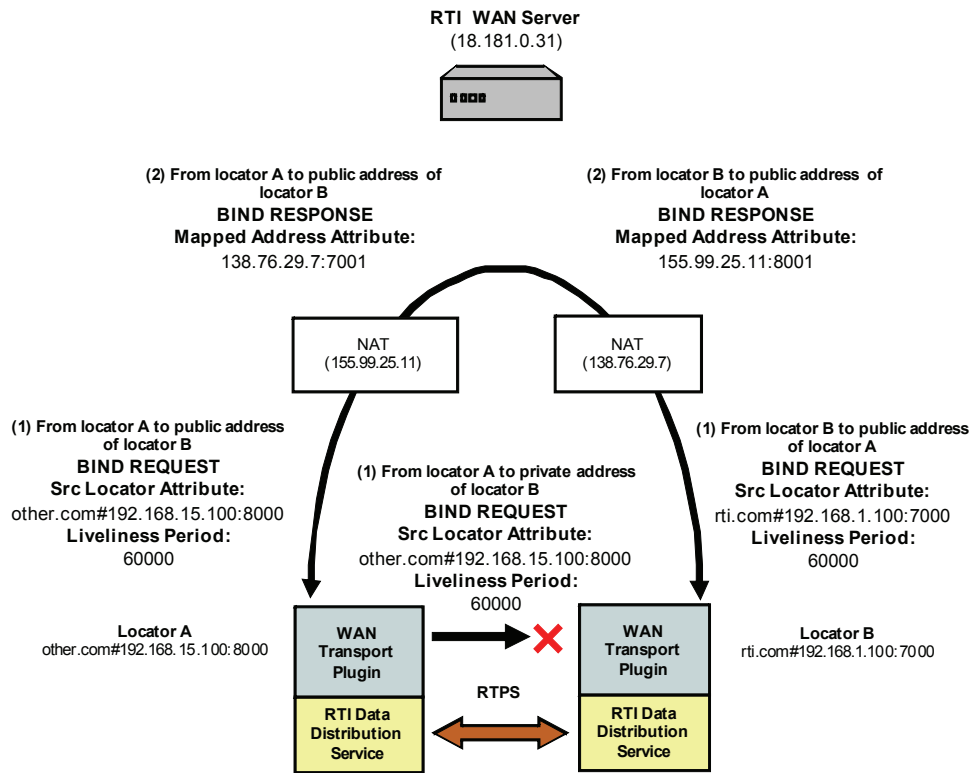 RTI WAN Server
(18.181.0.31)
(2) From locator A to public address of
locator B
BIND RESPONSE
Mapped Address Attribute:
138.76.29.7:7001
(2) From locator B to public address of
locator A
BIND RESPONSE
Mapped Address Attribute:
155.99.25.11:8001
NAT
(155.99.25.11)
NAT
(138.76.29.7)
(1) From locator A to public address
of locator B
BIND REQUEST
Src Locator Attribute:
other.com#192.168.15.100:8000
Liveliness Period:
60000
(1) From locator A to private address
of locator B
BIND REQUEST
Src Locator Attribute:
other.com#192.168.15.100:8000
Liveliness Period:
60000
(1) From locator B to public address
of locator A
BIND REQUEST
Src Locator Attribute:
rti.com#192.168.1.100:7000
Liveliness Period:
60000
Locator A
other.com#192.168.15.100:8000
WAN
Transport
Plugin
RTI Data
Distribution
Service
RTPS
WAN
Transport
Plugin
RTI Data
Distribution
Service
Locator B
rti.com#192.168.1.100:7000